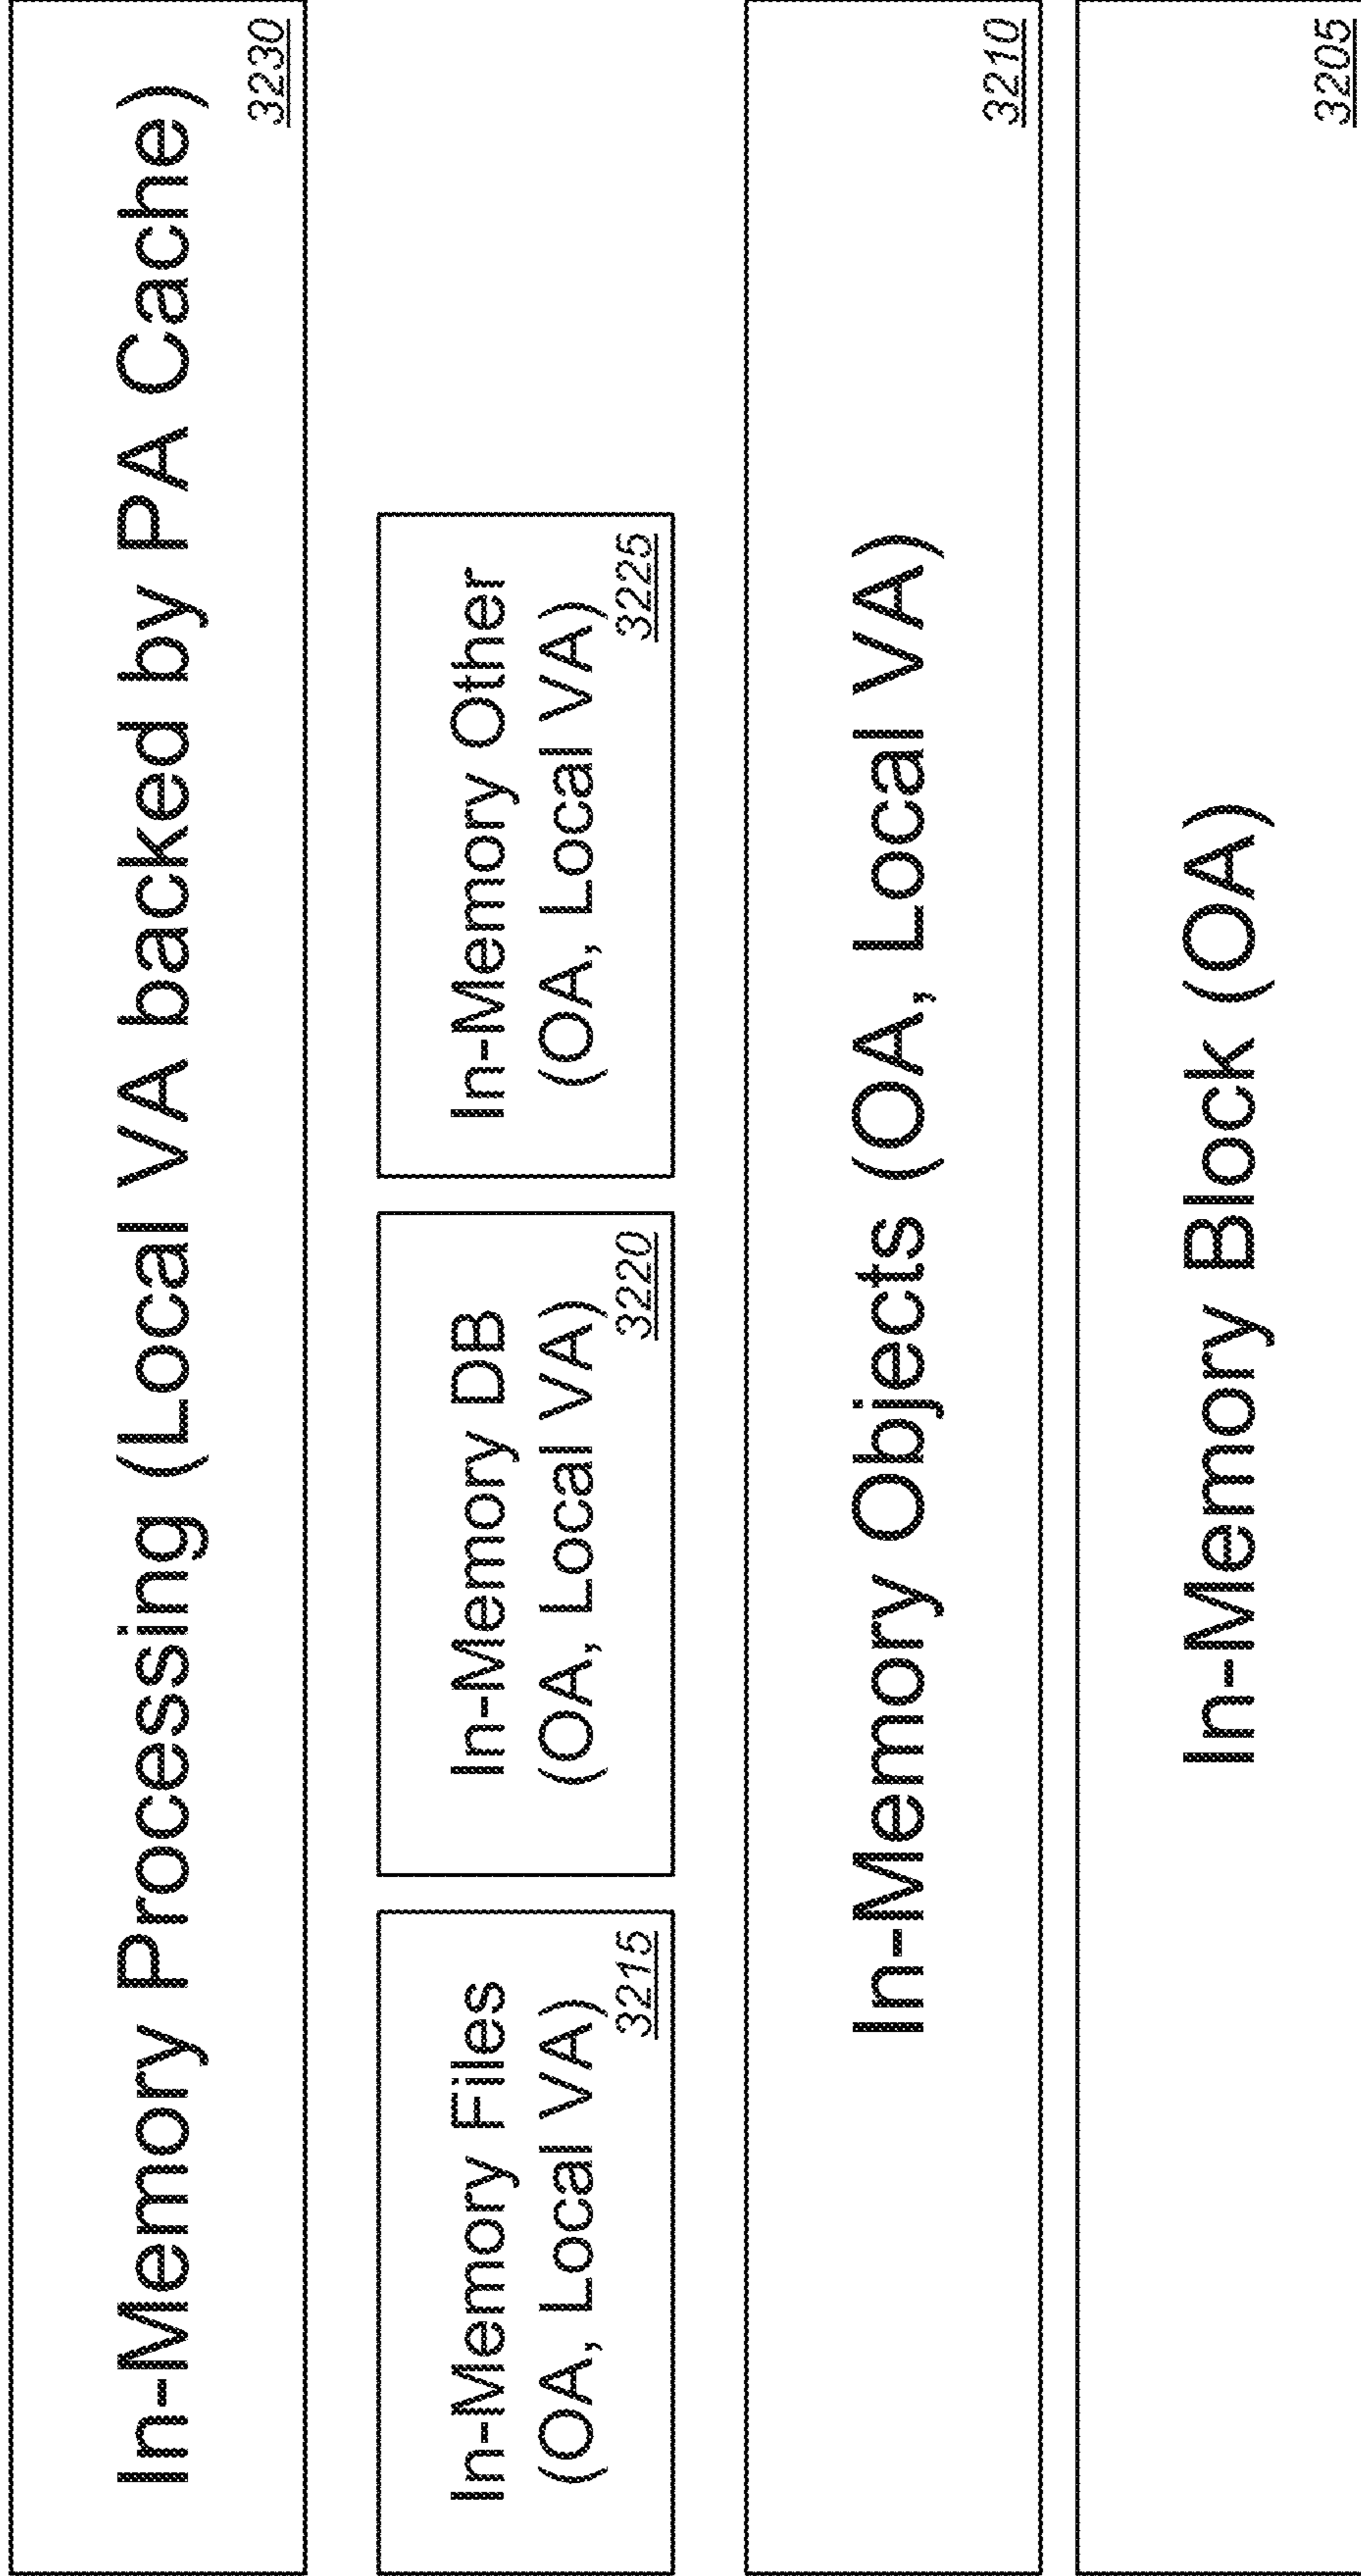 In-Memory Processing (Local VA backed by PA Cache)
3230
In-Memory Files
(OA, Local VA)
3215
In-Memory DB
(OA, Local VA)
3220
In-Memory Other
(OA, Local VA)
3225
In-Memory Objects (OA, Local VA)
3210
In-Memory Block (OA)
3205